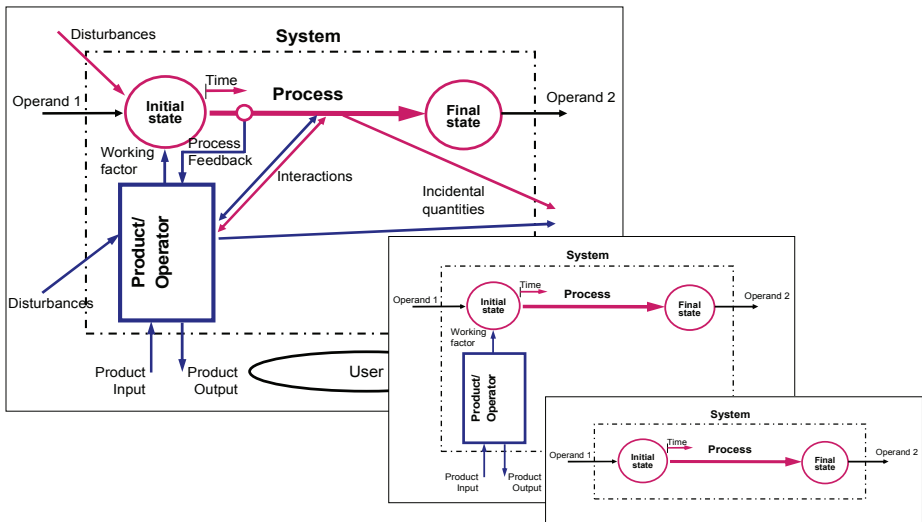 Disturbances
System
Time
Operand 1
Initial
state
Process
Final
state
Operand 2
Working
factor
Process
Feedback
Interactions
Incidental
quantities
Product/
Operator
Disturbances
Product
Input
Product
Output
User
System
Time
Operand 1
Initial
state
Process
Final
state
Operand 2
Working
factor
Product/
Operator
Product
Input
Product
Output
System
Time
Operand 1
Initial
state
Process
Final
state
Operand 2